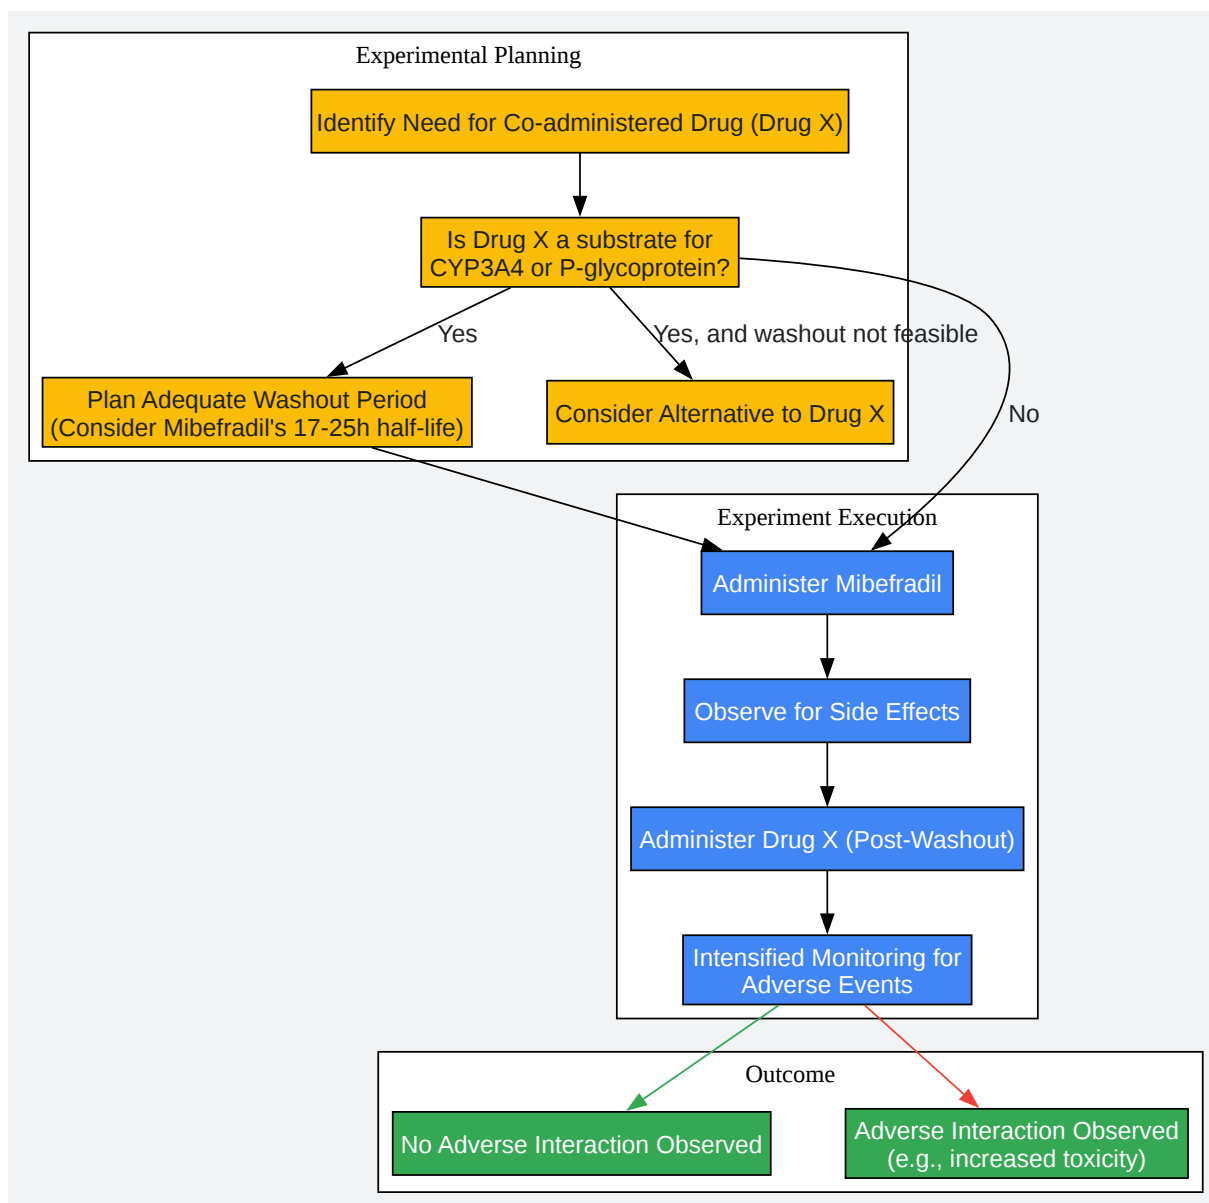 Experimental Planning
Identify Need for Co-administered Drug (Drug X)
Is Drug X a substrate for
CYP3A4 or P-glycoprotein?
Yes
Yes, and washout not feasible
No
Plan Adequate Washout Period
(Consider Mibefradil's 17-25h half-life)
Consider Alternative to Drug X
Experiment Execution
Administer Mibefradil
Observe for Side Effects
Administer Drug X (Post-Washout)
Intensified Monitoring for
Adverse Events
Outcome
No Adverse Interaction Observed
Adverse Interaction Observed
(e.g., increased toxicity)